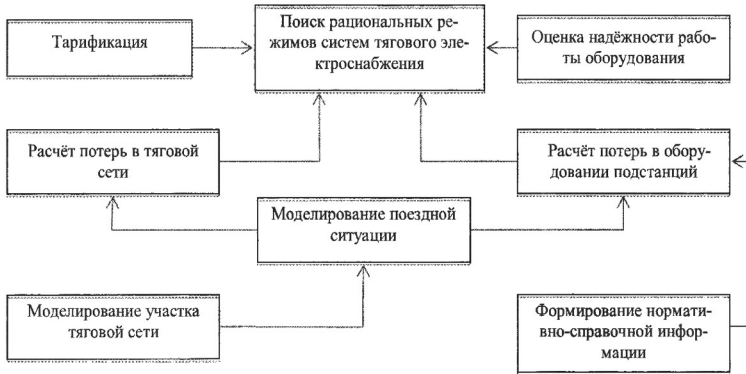 Тарификация
Поиск рациональных ре-
жимов систем тягового эле-
ктроснабжения
Оценка надёжности рабо-
ты оборудования
Расчёт потерь в тяговой
сети
Расчёт потерь в обору-
довании подстанций
Моделирование поездной
ситуации
Моделирование участка
тяговой сети
Формирование нормати-
вно-справочной инфор-
мации